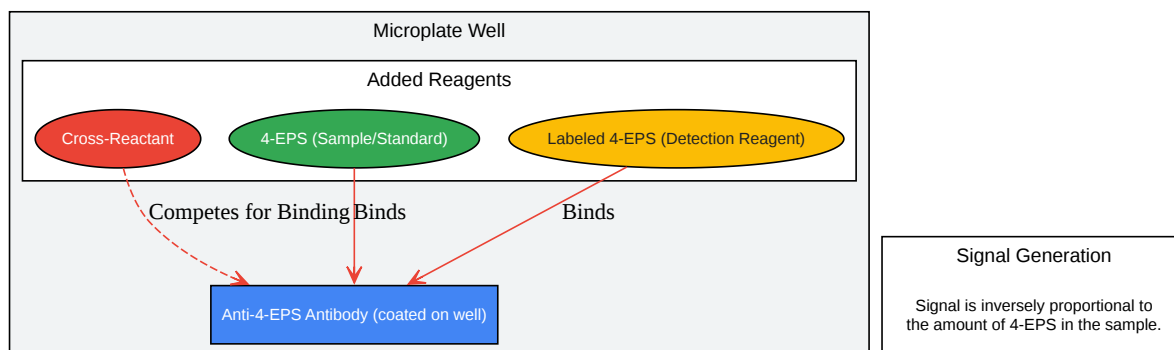 Microplate Well
Added Reagents
Cross-Reactant
4-EPS (Sample/Standard)
Labeled 4-EPS (Detection Reagent)
Competes for Binding
Binds
Binds
Anti-4-EPS Antibody (coated on well)
Signal Generation
Signal is inversely proportional to
the amount of 4-EPS in the sample.